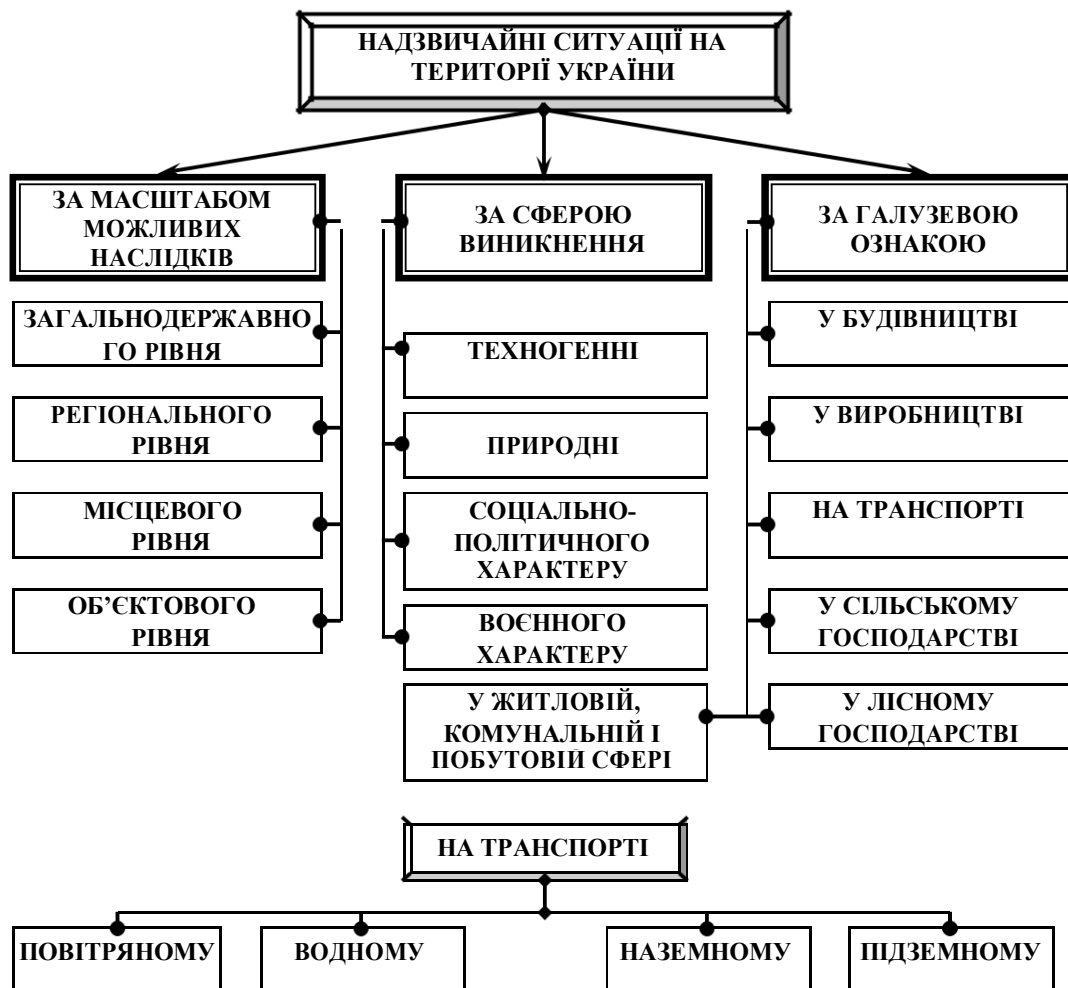 НАДЗВИЧАЙНІ СИТУАЦІЇ НА
ТЕРИТОРІЇ УКРАЇНИ
ЗА МАСШТАБОМ
МОЖЛИВИХ
НАСЛІДКІВ
ЗАГАЛЬНОДЕРЖАВНО
ГО РІВНЯ
РЕГІОНАЛЬНОГО
РІВНЯ
МІСЦЕВОГО
РІВНЯ
ОБ’ЄКТОВОГО
РІВНЯ
ЗА СФЕРОЮ
ВИНИКНЕННЯ
ТЕХНОГЕННІ
ПРИРОДНІ
СОЦІАЛЬНО-
ПОЛІТИЧНОГО
ХАРАКТЕРУ
ВОЄННОГО
ХАРАКТЕРУ
ЗА ГАЛУЗЕВОЮ
ОЗНАКОЮ
У БУДІВНИЦТВІ
У ВИРОБНИЦТВІ
НА ТРАНСПОРТІ
У СІЛЬСЬКОМУ
ГОСПОДАРСТВІ
У ЛІСНОМУ
ГОСПОДАРСТВІ
У ЖИТЛОВІЙ,
КОМУНАЛЬНІЙ І
ПОБУТОВІЙ СФЕРІ
НА ТРАНСПОРТІ
ПОВІТРЯНОМУ
ВОДНОМУ
НАЗЕМНОМУ
ПІДЗЕМНОМУ